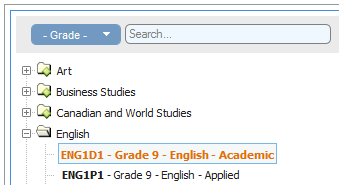 - Grade -
Search...
Art
Business Studies
Canadian and World Studies
English
ENG1D1 - Grade 9 - English - Academic
ENG1P1 - Grade 9 - English - Applied